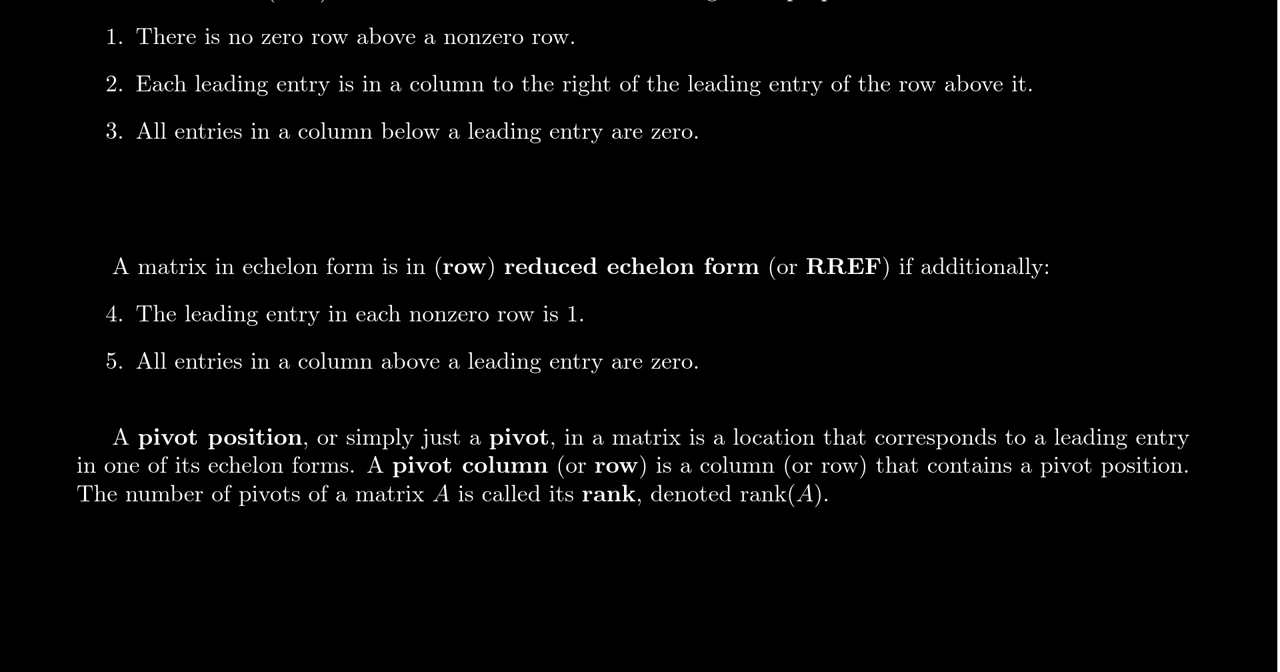 1. There is no zero row above a nonzero row.
2. Each leading entry is in a column to the right of the leading entry of the row above it.
3. All entries in a column below a leading entry are zero.
A matrix in echelon form is in (row) reduced echelon form (or RREF) if additionally:
4. The leading entry in each nonzero row is 1.
5. All entries in a column above a leading entry are zero.
A pivot position, or simply just a pivot, in a matrix is a location that corresponds to a leading entry
in one of its echelon forms. A pivot column (or row) is a column (or row) that contains a pivot position.
The number of pivots of a matrix A is called its rank, denoted rank(A).